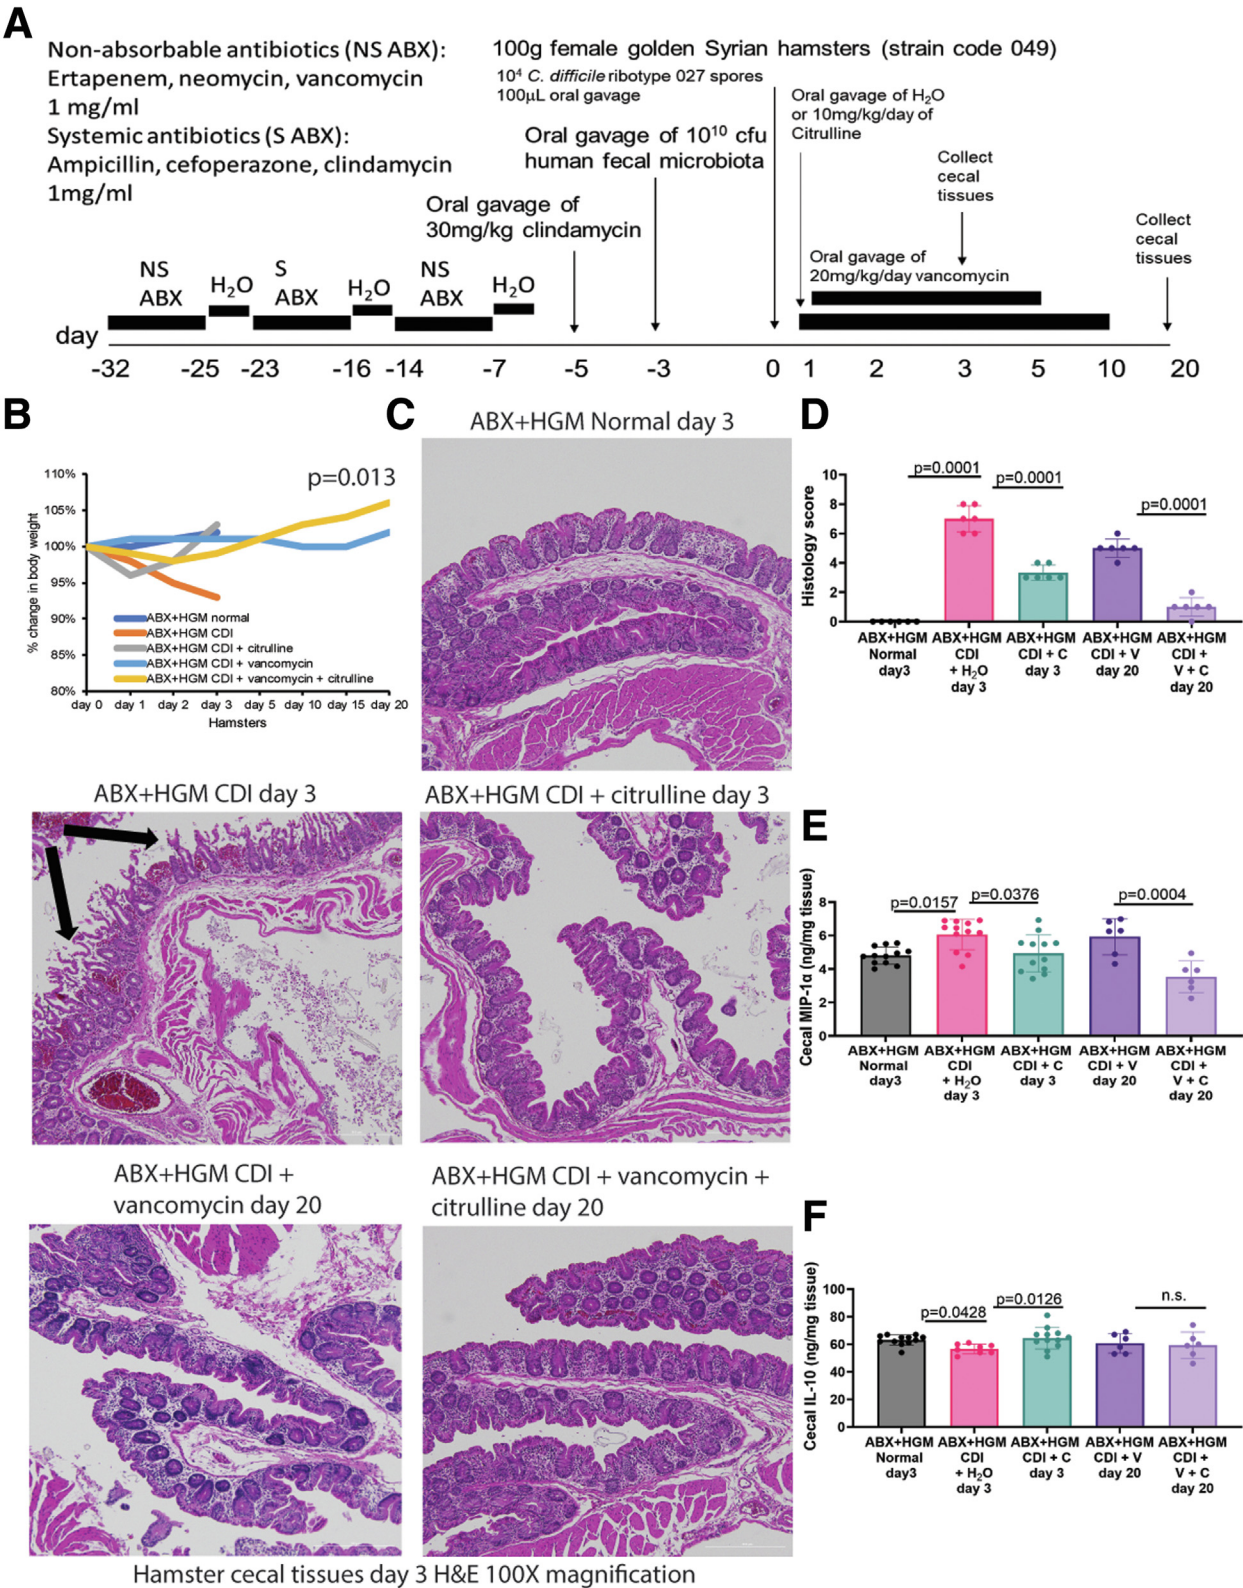 A
Non-absorbable antibiotics (NS ABX):
Ertapenem, neomycin, vancomycin
1 mg/ml
Systemic antibiotics (S ABX):
Ampicillin, cefoperazone, clindamycin
1mg/ml
100g female golden Syrian hamsters (strain code 049)
10⁴ C. difficile ribotype 027 spores
100μL oral gavage
Oral gavage of 10¹⁰ cfu
human fecal microbiota
Oral gavage of
30mg/kg clindamycin
Oral gavage of H₂O
or 10mg/kg/day of
Citrulline
Collect
cecal
tissues
Collect
cecal
tissues
Oral gavage of
20mg/kg/day vancomycin
NS
ABX
H₂O
S
ABX
H₂O
NS
ABX
H₂O
day
-32 -25 -23 -16 -14 -7 -5 -3 0 1 2 3 5 10 20
B
p=0.013
% change in body weight
110%
105%
100%
95%
90%
85%
80%
ABX+HGM normal
ABX+HGM CDI
ABX+HGM CDI + citrulline
ABX+HGM CDI + vancomycin
ABX+HGM CDI + vancomycin + citrulline
day 0 day 1 day 2 day 3 day 5 day 10 day 15 day 20
Hamsters
C
ABX+HGM Normal day 3
ABX+HGM CDI day 3
ABX+HGM CDI + citrulline day 3
ABX+HGM CDI +
vancomycin day 20
ABX+HGM CDI + vancomycin +
citrulline day 20
Hamster cecal tissues day 3 H&E 100X magnification
D
Histology score
10
8
6
4
2
0
p=0.0001
p=0.0001
p=0.0001
ABX+HGM
Normal
day3
ABX+HGM
CDI
+ H₂O
day 3
ABX+HGM
CDI + C
day 3
ABX+HGM
CDI + V
day 20
ABX+HGM
CDI +
V + C
day 20
E
Cecal MIP-1α (ng/mg tissue)
8
6
4
2
0
p=0.0157
p=0.0376
p=0.0004
ABX+HGM
Normal
day3
ABX+HGM
CDI
+ H₂O
day 3
ABX+HGM
CDI + C
day 3
ABX+HGM
CDI + V
day 20
ABX+HGM
CDI +
V + C
day 20
F
Cecal IL-10 (ng/mg tissue)
100
80
60
40
20
0
p=0.0428
p=0.0126
n.s.
ABX+HGM
Normal
day3
ABX+HGM
CDI
+ H₂O
day 3
ABX+HGM
CDI + C
day 3
ABX+HGM
CDI + V
day 20
ABX+HGM
CDI +
V + C
day 20